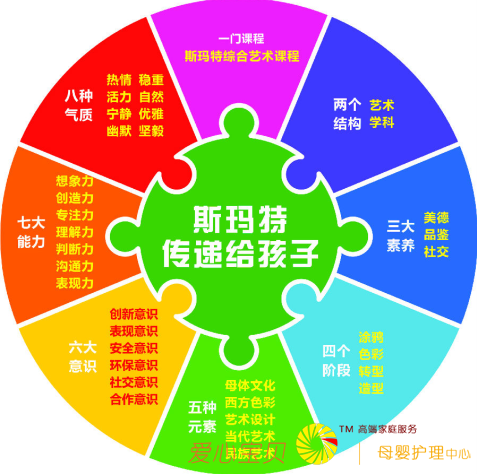 一门课程
斯玛特综合艺术课程
两个
结构
艺术
学科
三大
素养
美德
品鉴
社交
四个
阶段
涂鸦
色彩
转型
造型
五种
元素
母体文化
西方色彩
艺术设计
当代艺术
民族艺术
六大
意识
创新意识
表现意识
安全意识
环保意识
社交意识
合作意识
七大
能力
想象力
创造力
专注力
理解力
判断力
沟通力
表现力
八种
气质
热情 稳重
活力 自然
宁静 优雅
幽默 坚毅
斯玛特
传递给孩子
爱心宝贝
TM 高端家庭服务
母婴护理中心